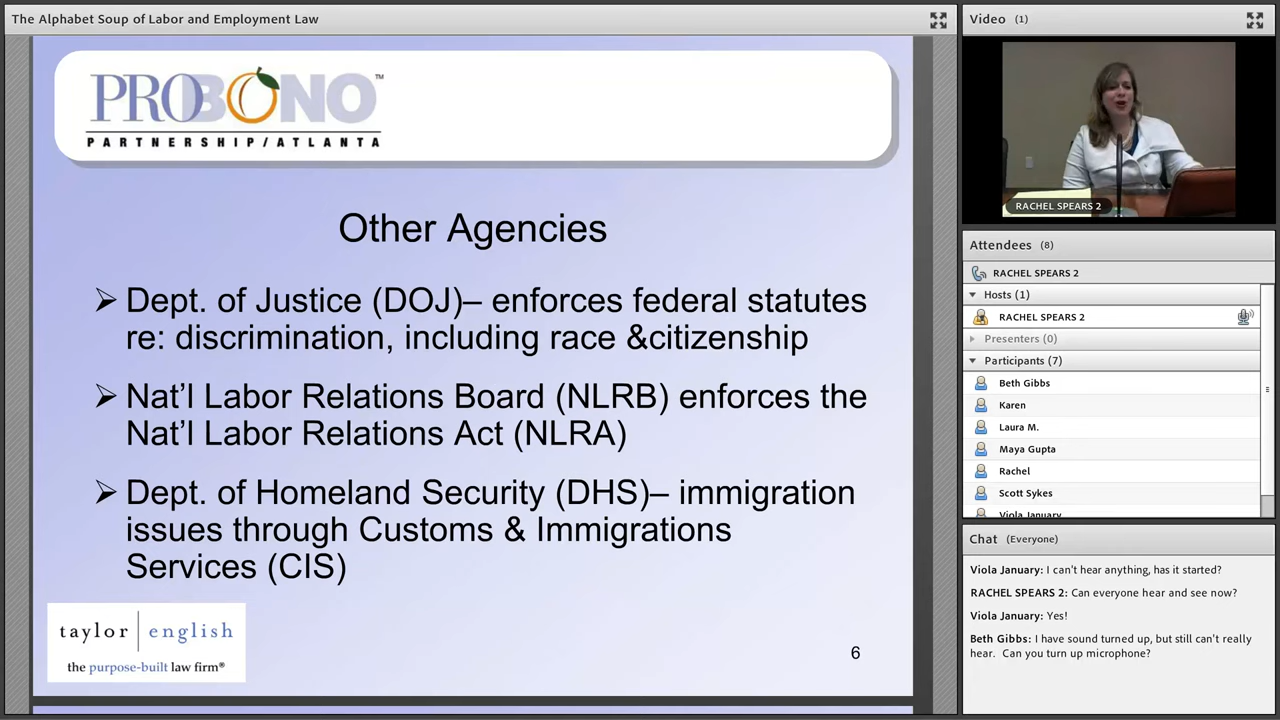 The Alphabet Soup of Labor and Employment Law
PROBONO™
PARTNERSHIP/ATLANTA
Other Agencies
➢ Dept. of Justice (DOJ)– enforces federal statutes
re: discrimination, including race &citizenship
➢ Nat’l Labor Relations Board (NLRB) enforces the
Nat’l Labor Relations Act (NLRA)
➢ Dept. of Homeland Security (DHS)– immigration
issues through Customs & Immigrations
Services (CIS)
taylor | english
the purpose-built law firm®
6
Video (1)
RACHEL SPEARS 2
Attendees (8)
RACHEL SPEARS 2
Hosts (1)
RACHEL SPEARS 2
Presenters (0)
Participants (7)
Beth Gibbs
Karen
Laura M.
Maya Gupta
Rachel
Scott Sykes
Viola January
Chat (Everyone)
Viola January: I can't hear anything, has it started?
RACHEL SPEARS 2: Can everyone hear and see now?
Viola January: Yes!
Beth Gibbs: I have sound turned up, but still can't really
hear. Can you turn up microphone?